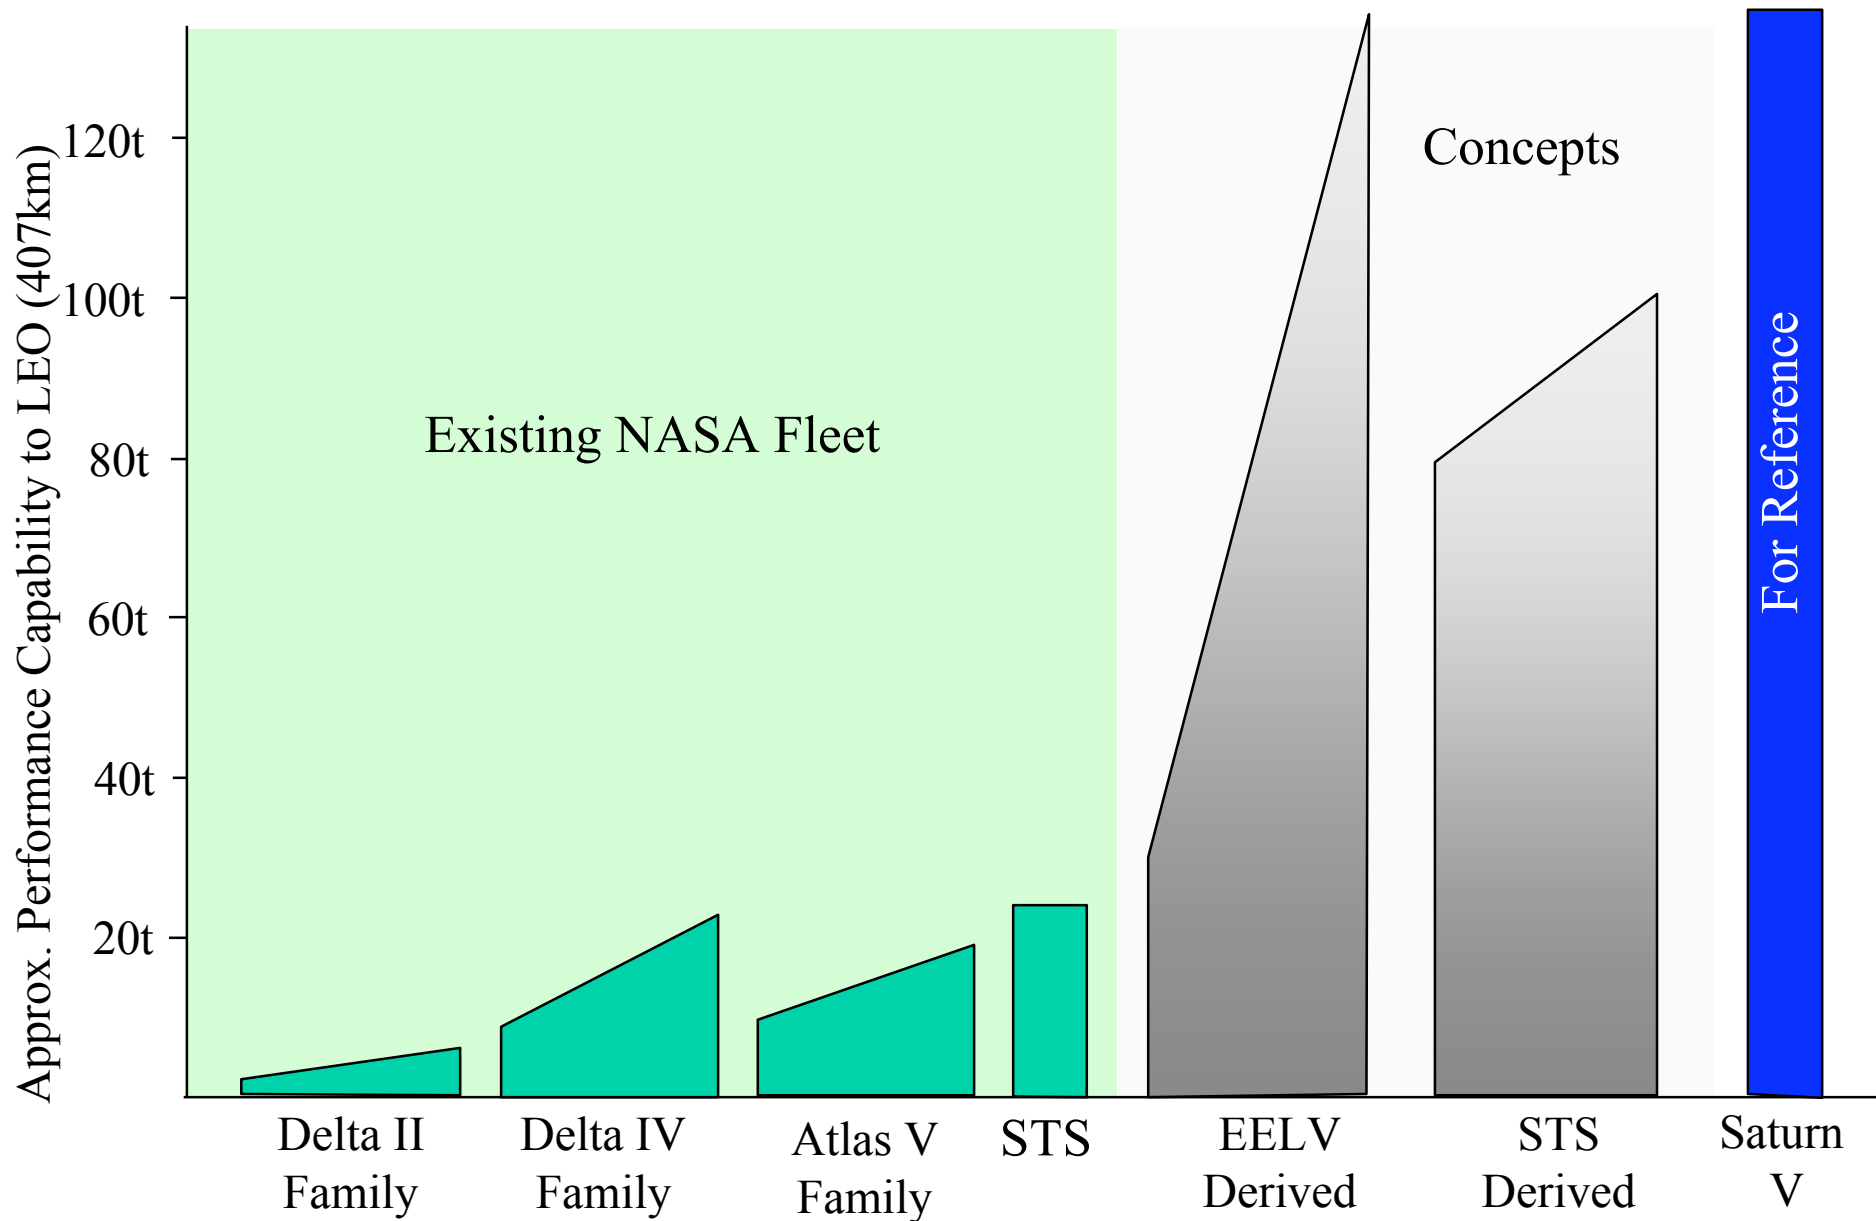 Approx. Performance Capability to LEO (407km)
120t
100t
80t
60t
40t
20t
Existing NASA Fleet
Concepts
For Reference
Delta II
Family
Delta IV
Family
Atlas V
Family
STS
EELV
Derived
STS
Derived
Saturn
V